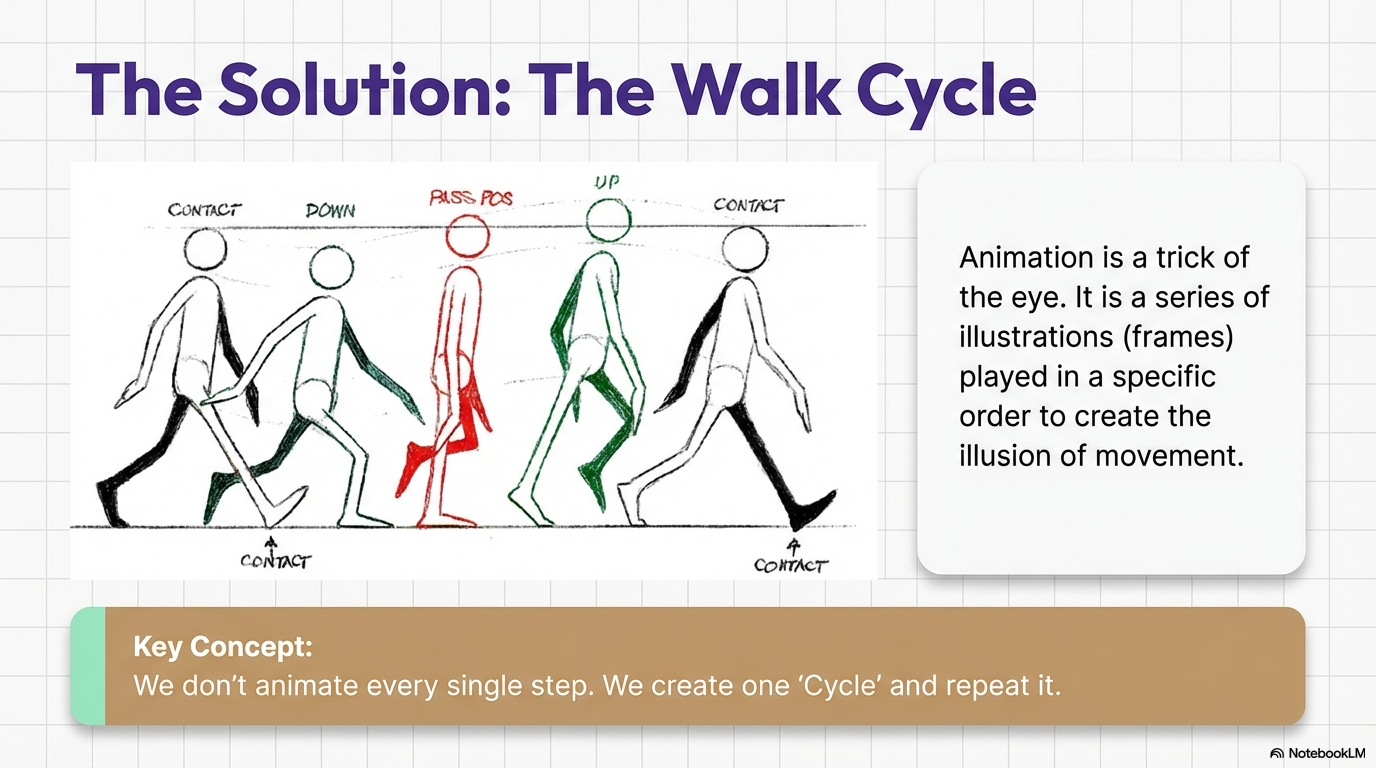 The Solution: The Walk Cycle
CONTACT
DOWN
PASS POS
UP
CONTACT
CONTACT
CONTACT
Animation is a trick of
the eye. It is a series of
illustrations (frames)
played in a specific
order to create the
illusion of movement.
Key Concept:
We don’t animate every single step. We create one ‘Cycle’ and repeat it.
NotebookLM